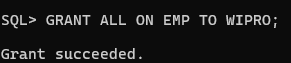 SQL> GRANT ALL ON EMP TO WIPRO;
Grant succeeded.